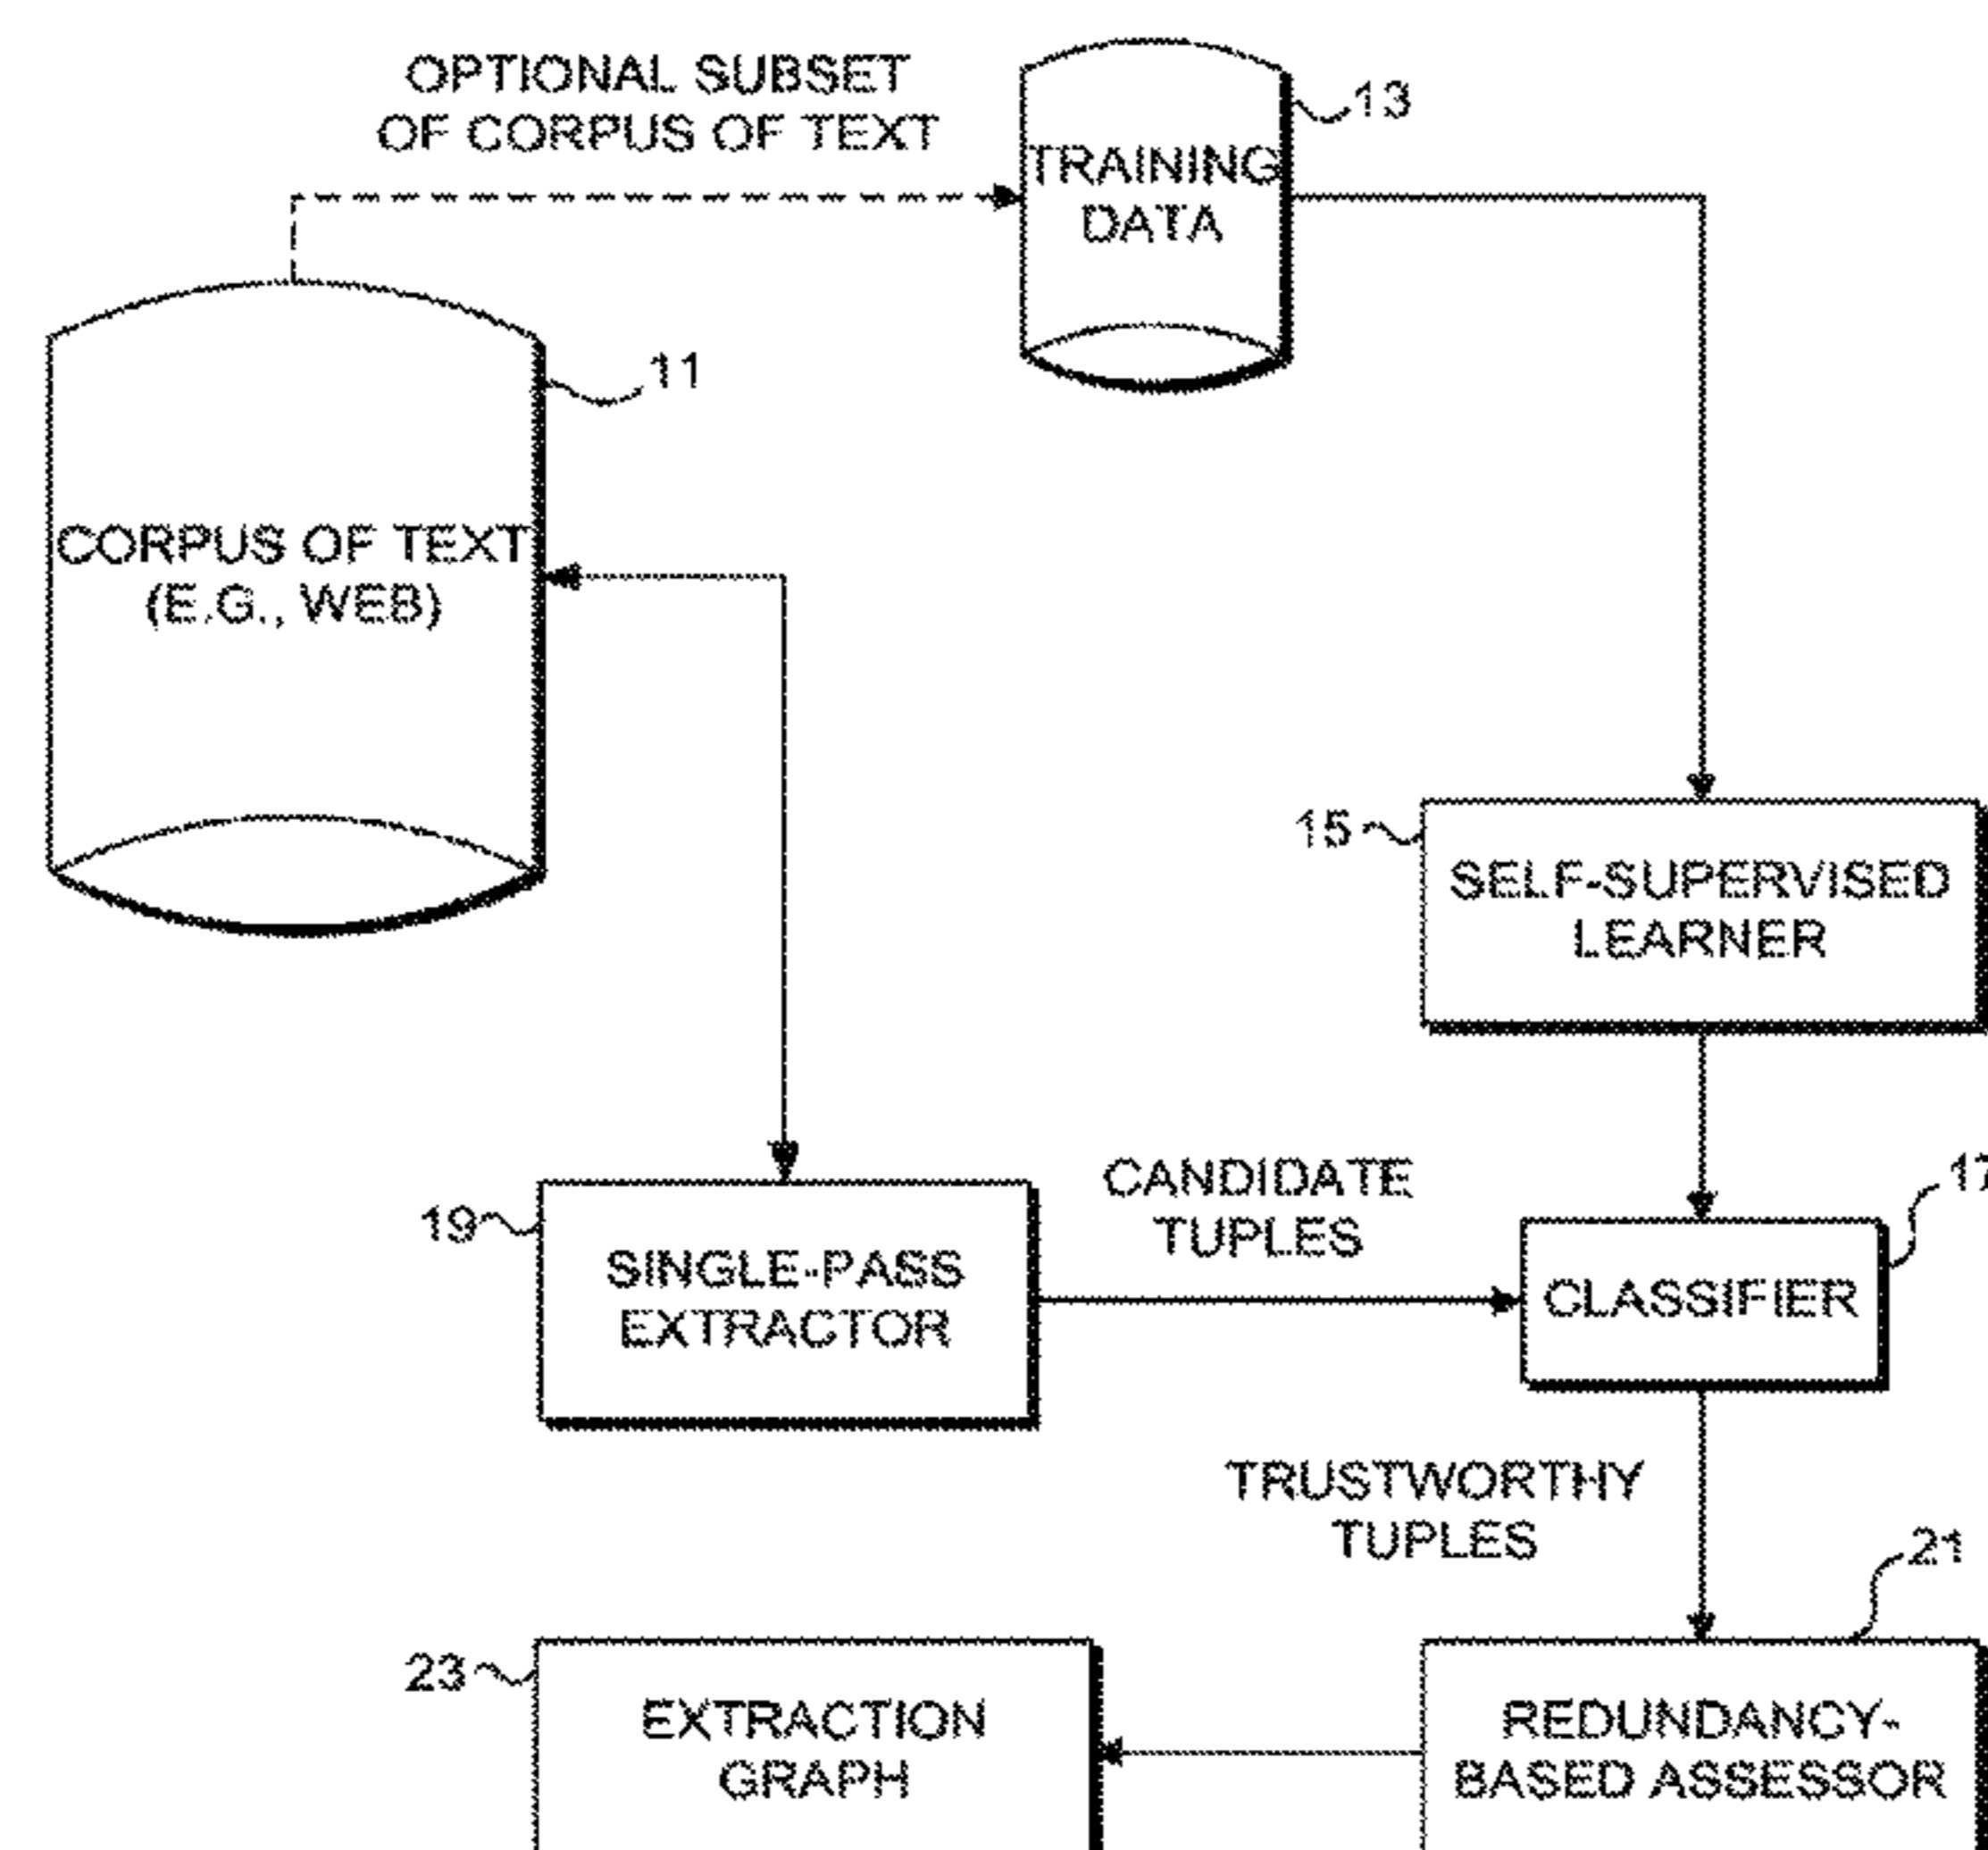 OPTIONAL SUBSET
OF CORPUS OF TEXT
13
TRAINING
DATA
11
CORPUS OF TEXT
(E.G., WEB)
15
SELF-SUPERVISED
LEARNER
19
SINGLE-PASS
EXTRACTOR
CANDIDATE
TUPLES
17
CLASSIFIER
TRUSTWORTHY
TUPLES
21
23
EXTRACTION
GRAPH
REDUNDANCY-
BASED ASSESSOR